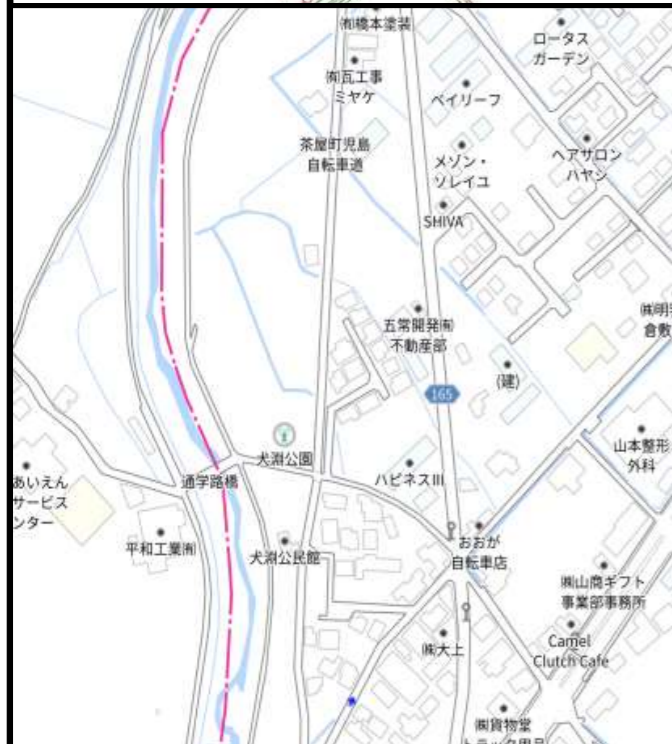 ㈲橋本塗装
ロータス
ガーデン
㈲瓦工事
ミヤケ
ベイリーフ
茶屋町児島
自転車道
メゾン・
ソレイユ
ヘアサロン
ハヤシ
SHIVA
五常開発㈲
不動産部
倉敷
(建)
165
山本整形
外科
犬淵公園
あいえん
サービス
ンター
通学路橋
ハピネスⅢ
平和工業㈲
犬淵公民館
おおが
自転車店
㈱山商ギフト
事業部事務所
㈱大上
Camel
Clutch Cafe
㈱貨物堂